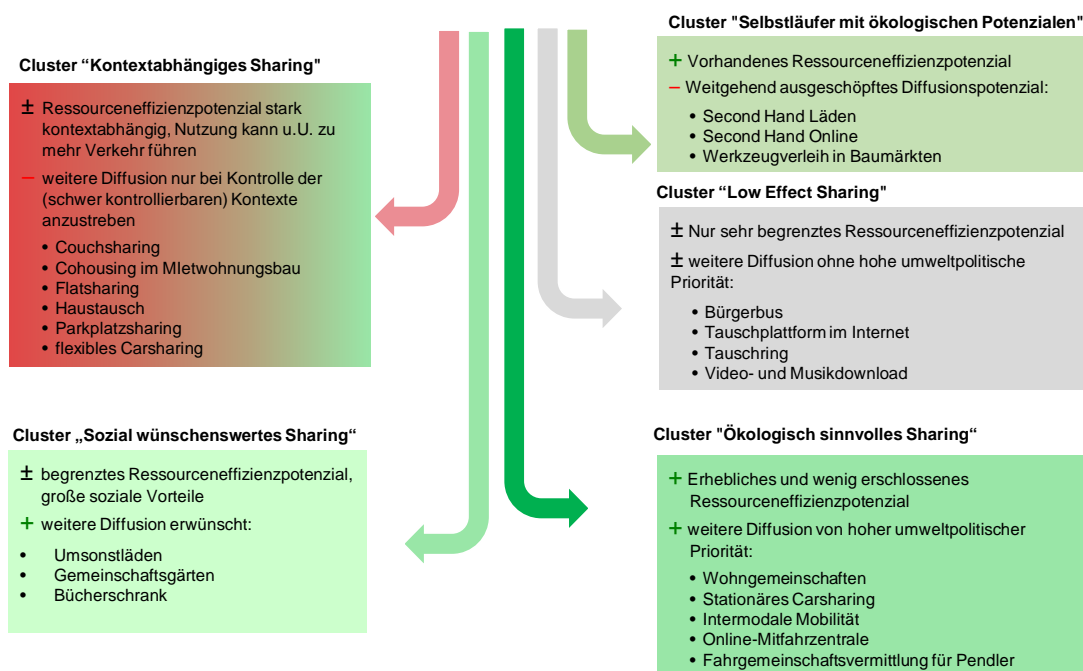 Cluster “Kontextabhängiges Sharing"
± Ressourceneffizienzpotenzial stark
kontextabhängig, Nutzung kann u.U. zu
mehr Verkehr führen
– weitere Diffusion nur bei Kontrolle der
(schwer kontrollierbaren) Kontexte
anzustreben
• Couchsharing
• Cohousing im MIetwohnungsbau
• Flatsharing
• Haustausch
• Parkplatzsharing
• flexibles Carsharing
Cluster "Selbstläufer mit ökologischen Potenzialen"
+ Vorhandenes Ressourceneffizienzpotenzial
– Weitgehend ausgeschöpftes Diffusionspotenzial:
• Second Hand Läden
• Second Hand Online
• Werkzeugverleih in Baumärkten
Cluster “Low Effect Sharing"
± Nur sehr begrenztes Ressourceneffizienzpotenzial
± weitere Diffusion ohne hohe umweltpolitische
Priorität:
• Bürgerbus
• Tauschplattform im Internet
• Tauschring
• Video- und Musikdownload
Cluster „Sozial wünschenswertes Sharing“
± begrenztes Ressourceneffizienzpotenzial,
große soziale Vorteile
+ weitere Diffusion erwünscht:
• Umsonstläden
• Gemeinschaftsgärten
• Bücherschrank
Cluster "Ökologisch sinnvolles Sharing“
+ Erhebliches und wenig erschlossenes
Ressourceneffizienzpotenzial
+ weitere Diffusion von hoher umweltpolitischer
Priorität:
• Wohngemeinschaften
• Stationäres Carsharing
• Intermodale Mobilität
• Online-Mitfahrzentrale
• Fahrgemeinschaftsvermittlung für Pendler